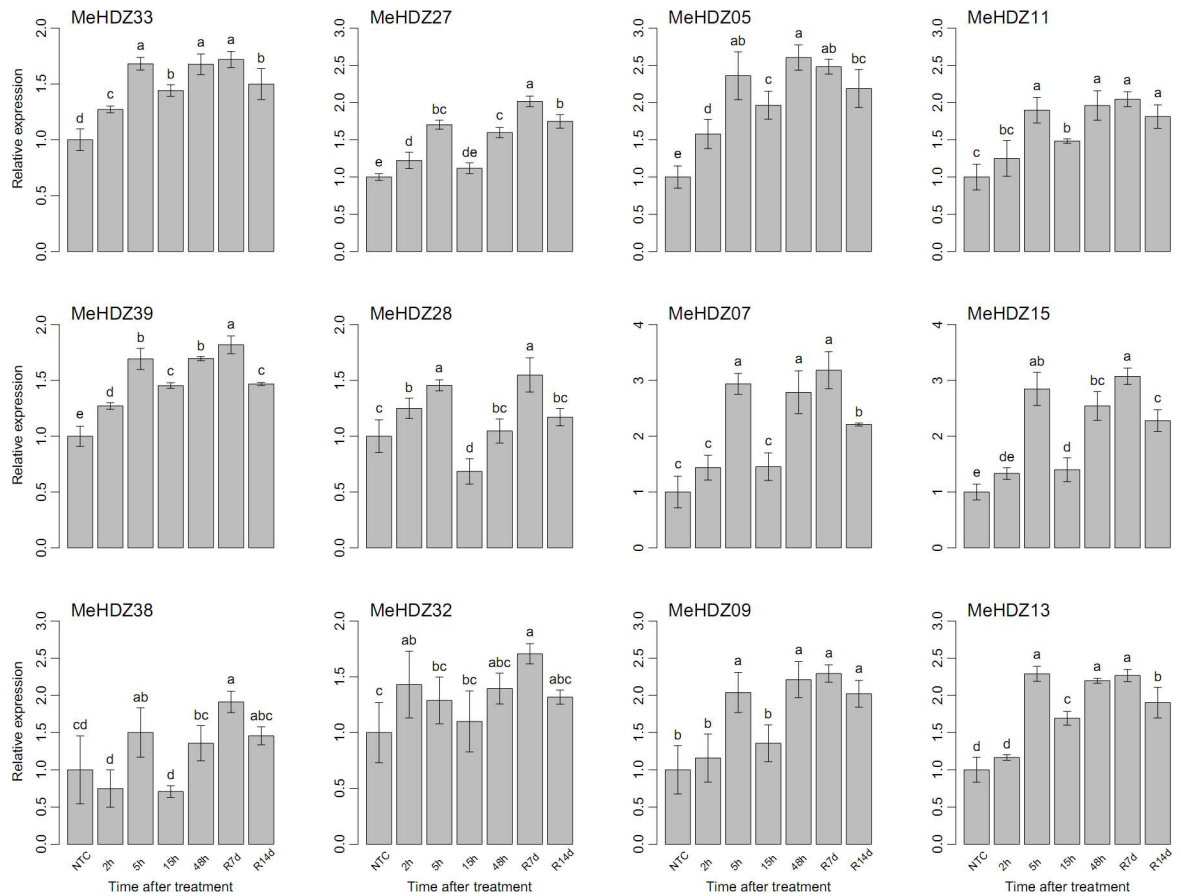 MeHDZ33
MeHDZ27
MeHDZ05
MeHDZ11
Relative expression
0.0 0.5 1.0 1.5 2.0
d c a b a a b
0.0 0.5 1.0 1.5 2.0 2.5 3.0
e d bc de c a b
0.0 0.5 1.0 1.5 2.0 2.5 3.0
e d ab c a ab bc
0.0 0.5 1.0 1.5 2.0 2.5 3.0
c bc a b a a a
MeHDZ39
MeHDZ28
MeHDZ07
MeHDZ15
Relative expression
0.0 0.5 1.0 1.5 2.0
e d b c b a c
0.0 0.5 1.0 1.5 2.0
c b a d bc a bc
0 1 2 3 4
c c a c a a b
0 1 2 3 4
e de ab d bc a c
MeHDZ38
MeHDZ32
MeHDZ09
MeHDZ13
Relative expression
0.0 0.5 1.0 1.5 2.0 2.5 3.0
cd d ab d bc a abc
0.0 0.5 1.0 1.5 2.0
c ab bc bc abc a abc
0.0 0.5 1.0 1.5 2.0 2.5 3.0
b b a b a a a
0.0 0.5 1.0 1.5 2.0 2.5 3.0
d d a c a a b
NTC 2h 5h 15h 48h R7d R14d
NTC 2h 5h 15h 48h R7d R14d
NTC 2h 5h 15h 48h R7d R14d
NTC 2h 5h 15h 48h R7d R14d
Time after treatment
Time after treatment
Time after treatment
Time after treatment